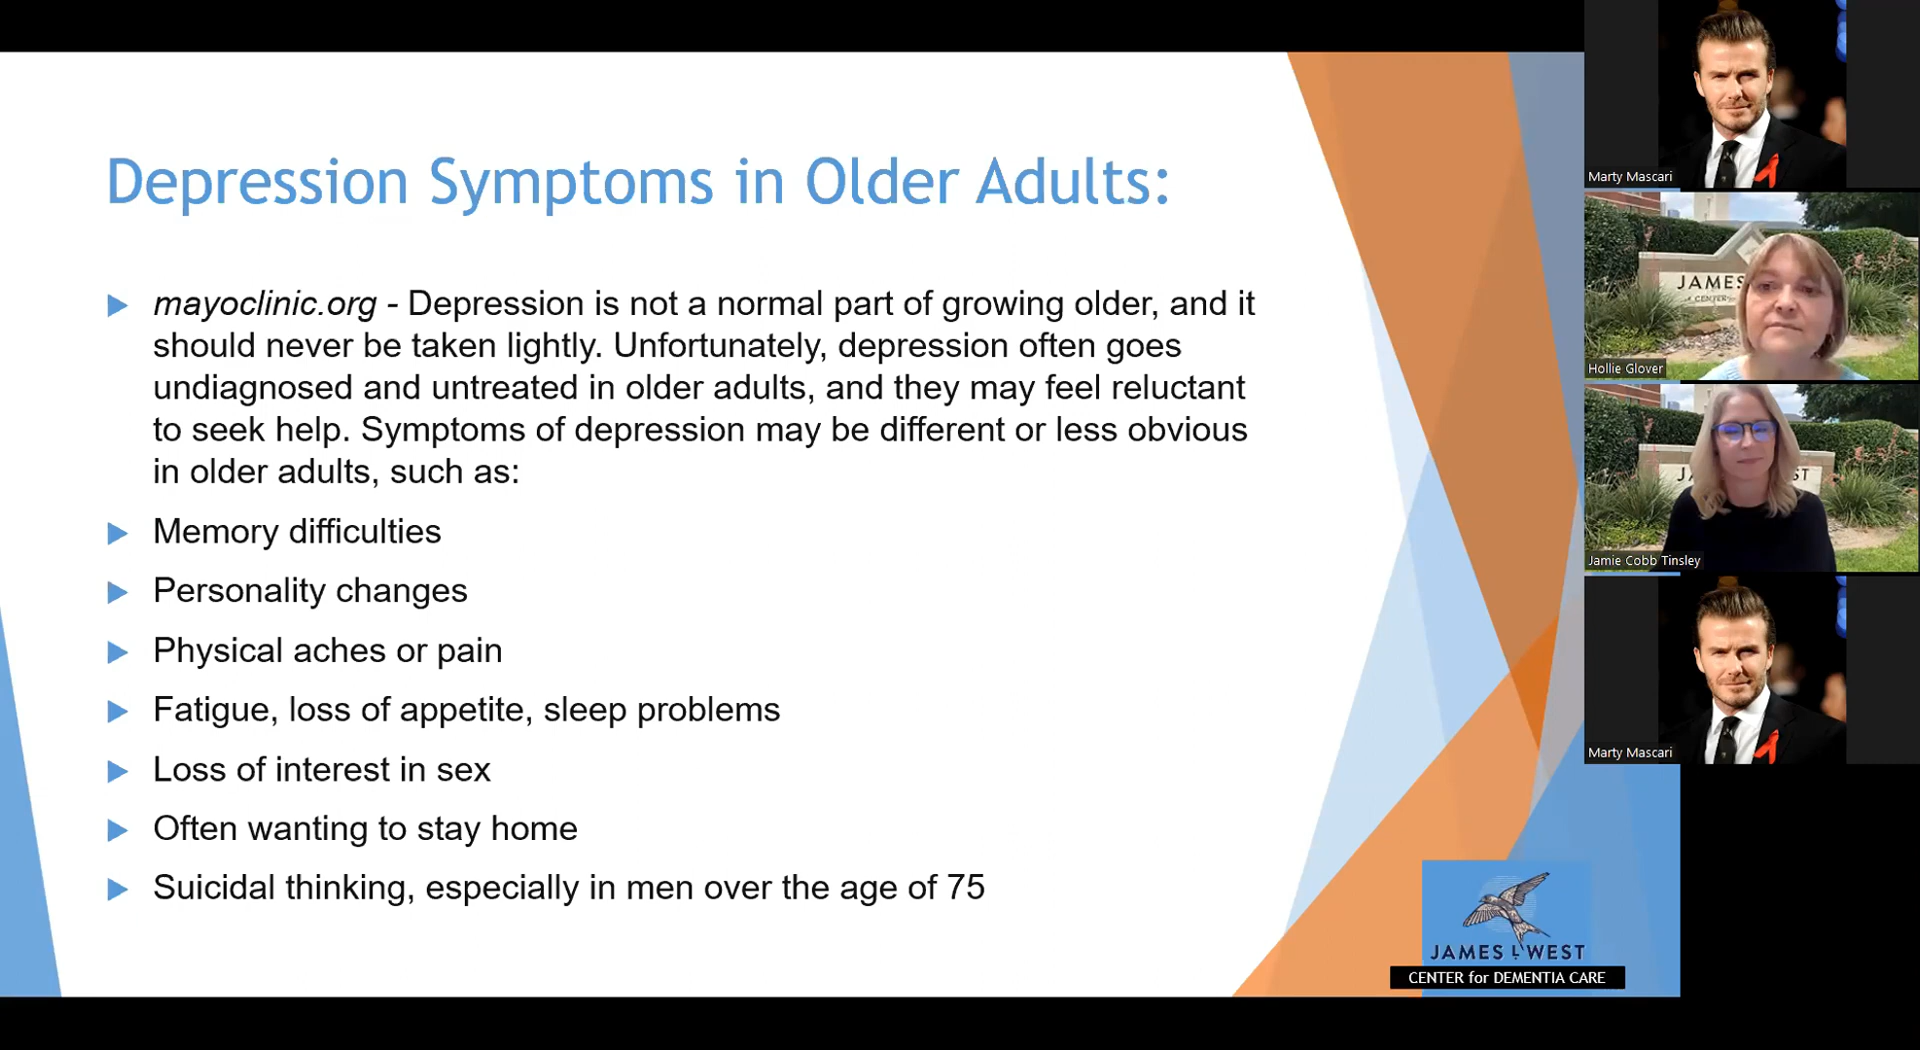 Depression Symptoms in Older Adults:
mayoclinic.org - Depression is not a normal part of growing older, and it
should never be taken lightly. Unfortunately, depression often goes
undiagnosed and untreated in older adults, and they may feel reluctant
to seek help. Symptoms of depression may be different or less obvious
in older adults, such as:
Memory difficulties
Personality changes
Physical aches or pain
Fatigue, loss of appetite, sleep problems
Loss of interest in sex
Often wanting to stay home
Suicidal thinking, especially in men over the age of 75
JAMES L WEST
CENTER for DEMENTIA CARE
Marty Mascari
JAMES
CENTER
Hollie Glover
J
ST
Jamie Cobb Tinsley
Marty Mascari